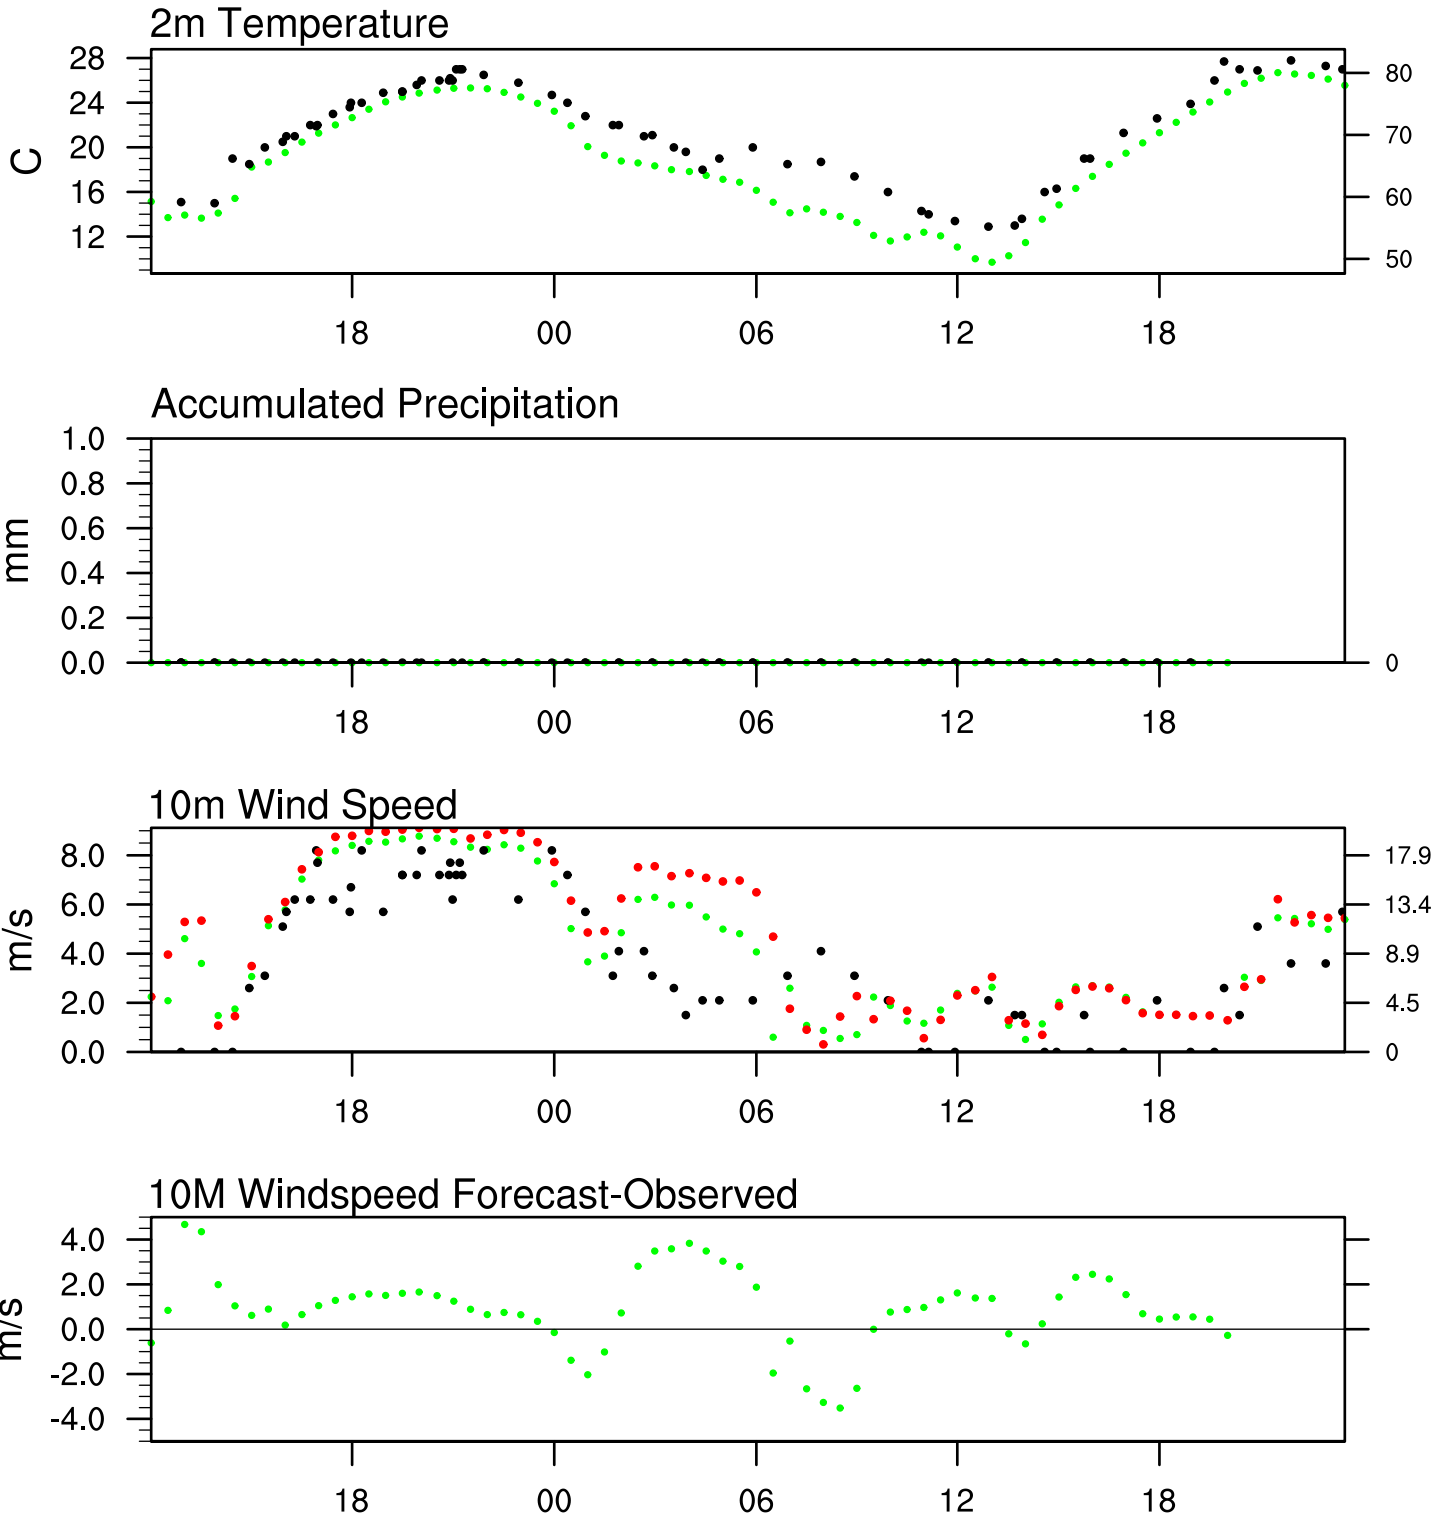 2m Temperature
28
24
20
16
12
C
80
70
60
50
18 00 06 12 18
Accumulated Precipitation
1.0
0.8
0.6
0.4
0.2
0.0
mm
0
18 00 06 12 18
10m Wind Speed
8.0
6.0
4.0
2.0
0.0
m/s
17.9
13.4
8.9
4.5
0
18 00 06 12 18
10M Windspeed Forecast-Observed
4.0
2.0
0.0
-2.0
-4.0
m/s
18 00 06 12 18